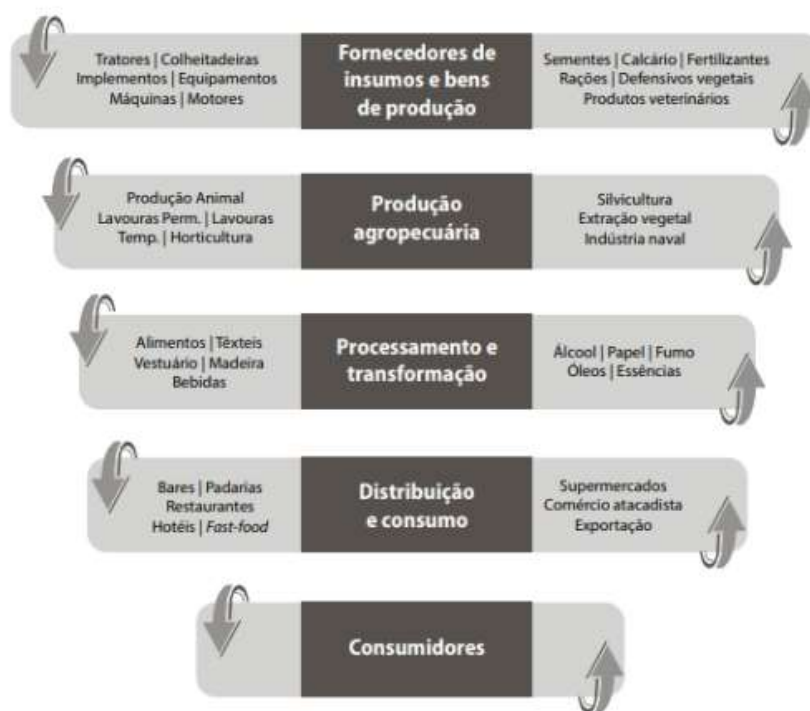 Tratores | Colheitadeiras
Implementos | Equipamentos
Máquinas | Motores
Fornecedores de
insumos e bens
de produção
Sementes | Calcário | Fertilizantes
Rações | Defensivos vegetais
Produtos veterinários
Produção Animal
Lavouras Perm. | Lavouras
Temp. | Horticultura
Produção
agropecuária
Silvicultura
Extração vegetal
Indústria naval
Alimentos | Têxteis
Vestuário | Madeira
Bebidas
Processamento e
transformação
Álcool | Papel | Fumo
Óleos | Essências
Bares | Padarias
Restaurantes
Hotéis | Fast-food
Distribuição
e consumo
Supermercados
Comércio atacadista
Exportação
Consumidores